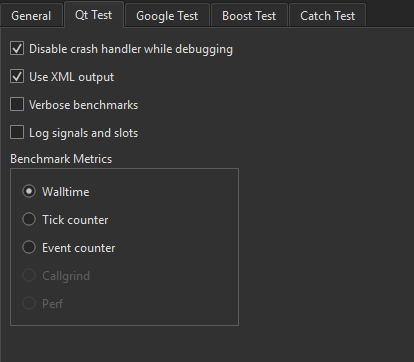 General Qt Test Google Test Boost Test Catch Test
Disable crash handler while debugging
Use XML output
Verbose benchmarks
Log signals and slots
Benchmark Metrics
Walltime
Tick counter
Event counter
Callgrind
Perf